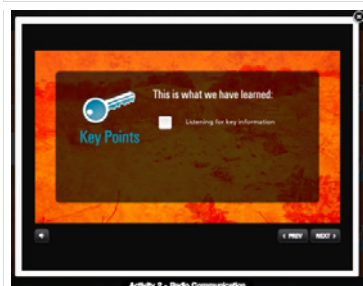 This is what we have learned:
Key Points
Listening for key information
< PREV
NEXT >
Activity 2 - Radio Communication